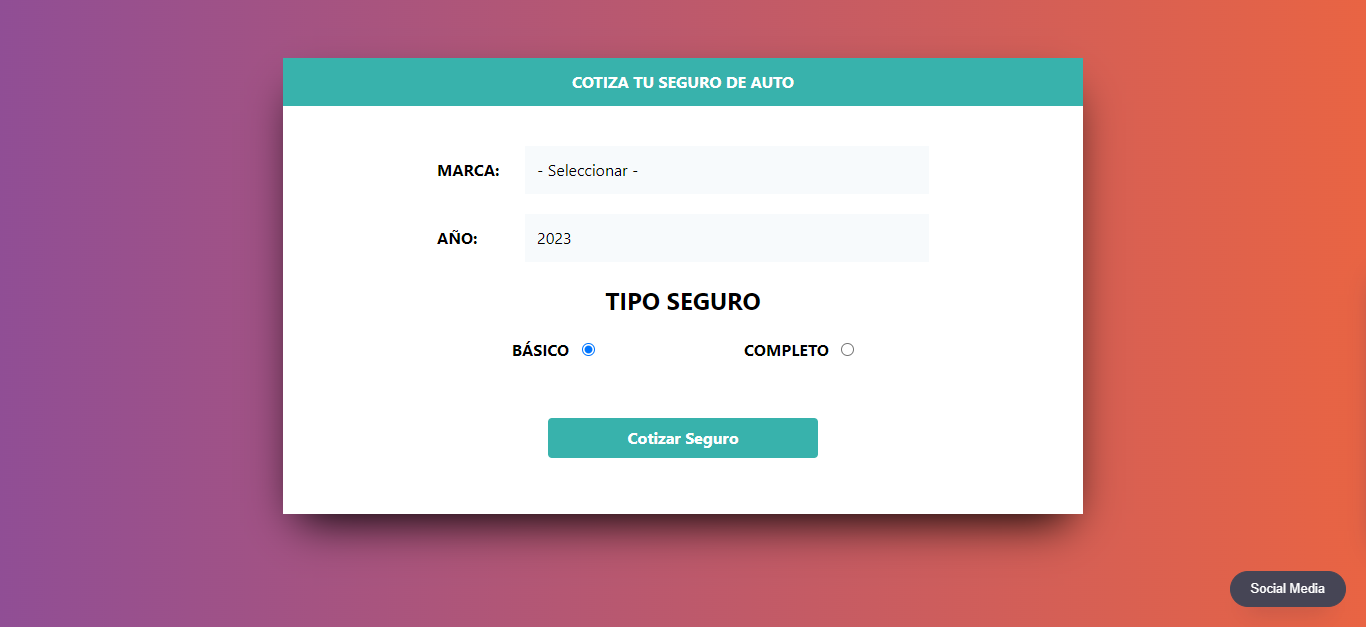 COTIZA TU SEGURO DE AUTO
MARCA: - Seleccionar -
AÑO: 2023
TIPO SEGURO
BÁSICO COMPLETO
Cotizar Seguro
Social Media